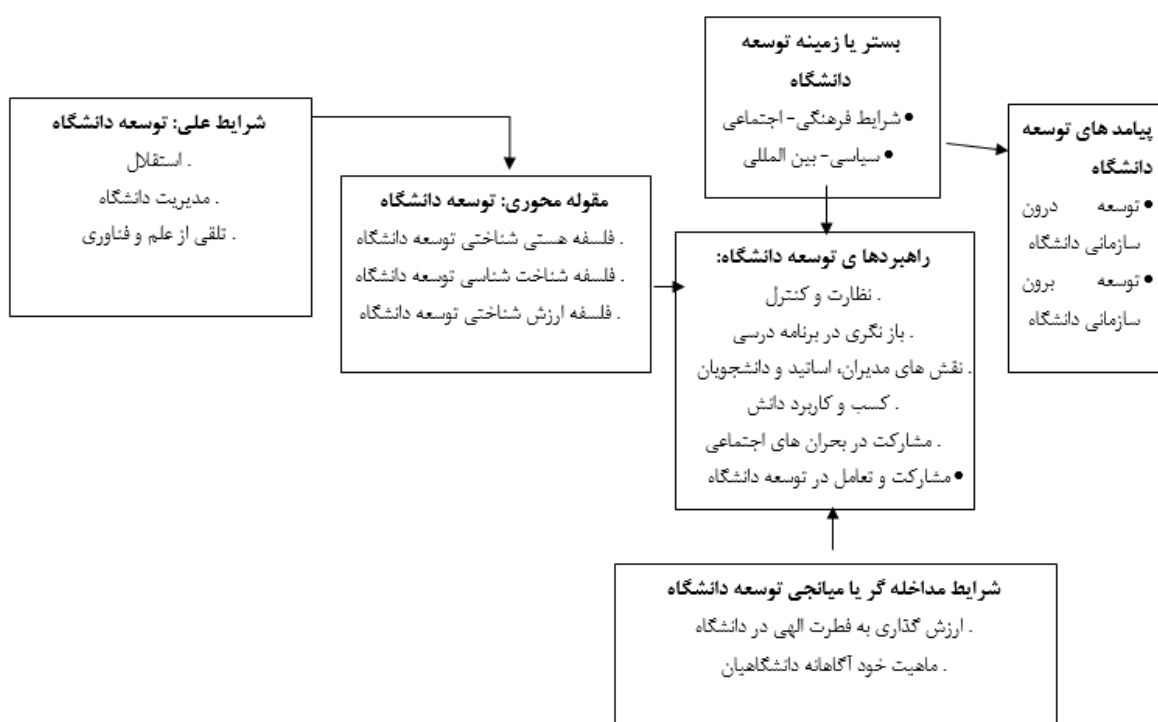 بستر یا زمینه توسعه
دانشگاه
• شرایط فرهنگی- اجتماعی
• سیاسی- بین المللی
پیامد های توسعه
دانشگاه
• توسعه درون
سازمانی دانشگاه
• توسعه برون
سازمانی دانشگاه
شرایط علی: توسعه دانشگاه
. استقلال
. مدیریت دانشگاه
. تلقی از علم و فناوری
مقوله محوری: توسعه دانشگاه
. فلسفه هستی شناختی توسعه دانشگاه
. فلسفه شناخت شناسی توسعه دانشگاه
. فلسفه ارزش شناختی توسعه دانشگاه
راهبردها ی توسعه دانشگاه:
. نظارت و کنترل
. باز نگری در برنامه درسی
. نقش های مدیران، اساتید و دانشجویان
. کسب و کاربرد دانش
. مشارکت در بحران های اجتماعی
• مشارکت و تعامل در توسعه دانشگاه
شرایط مداخله گر یا میانجی توسعه دانشگاه
. ارزش گذاری به فطرت الهی در دانشگاه
. ماهیت خود آگاهانه دانشگاهیان